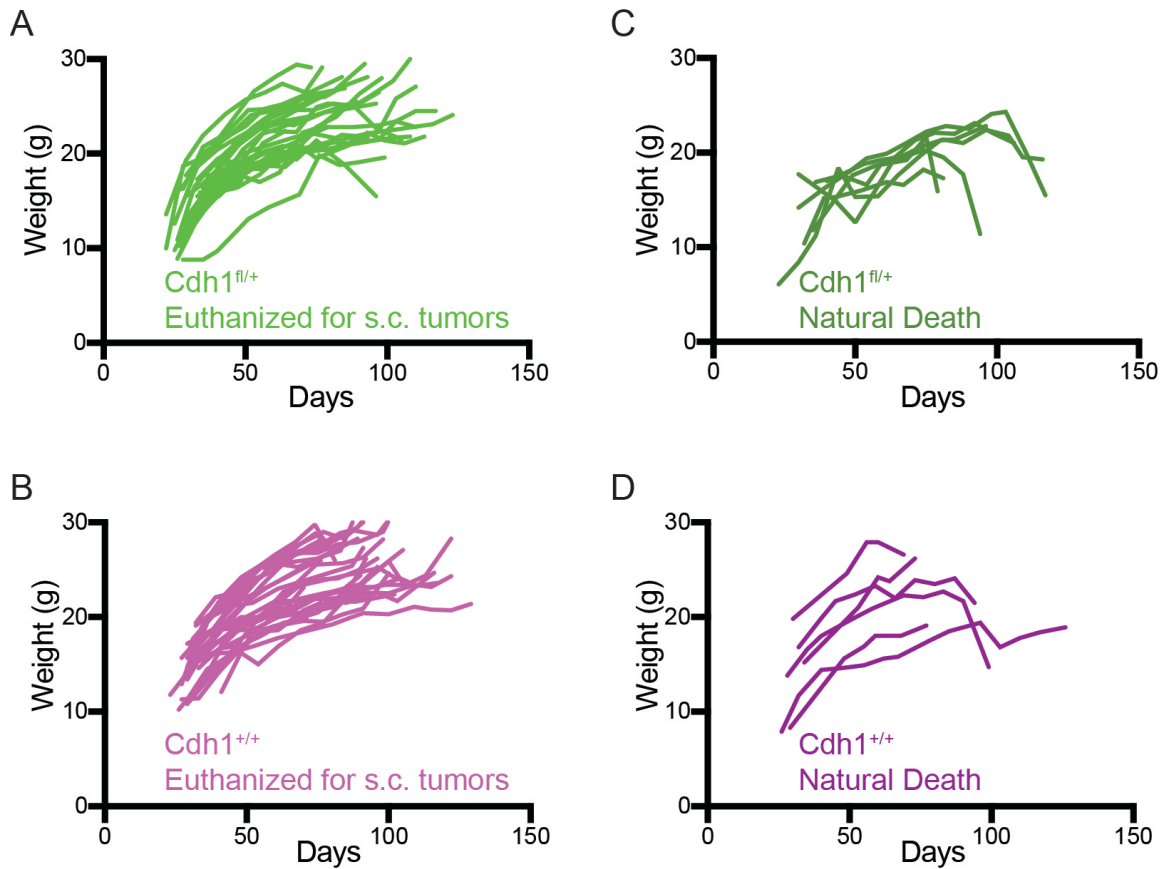 A
30
20
10
0
Weight (g)
Cdh1fl/+
Euthanized for s.c. tumors
0 50 100 150
Days
C
30
20
10
0
Weight (g)
Cdh1fl/+
Natural Death
0 50 100 150
Days
B
30
20
10
0
Weight (g)
Cdh1+/+
Euthanized for s.c. tumors
0 50 100 150
Days
D
30
20
10
0
Weight (g)
Cdh1+/+
Natural Death
0 50 100 150
Days